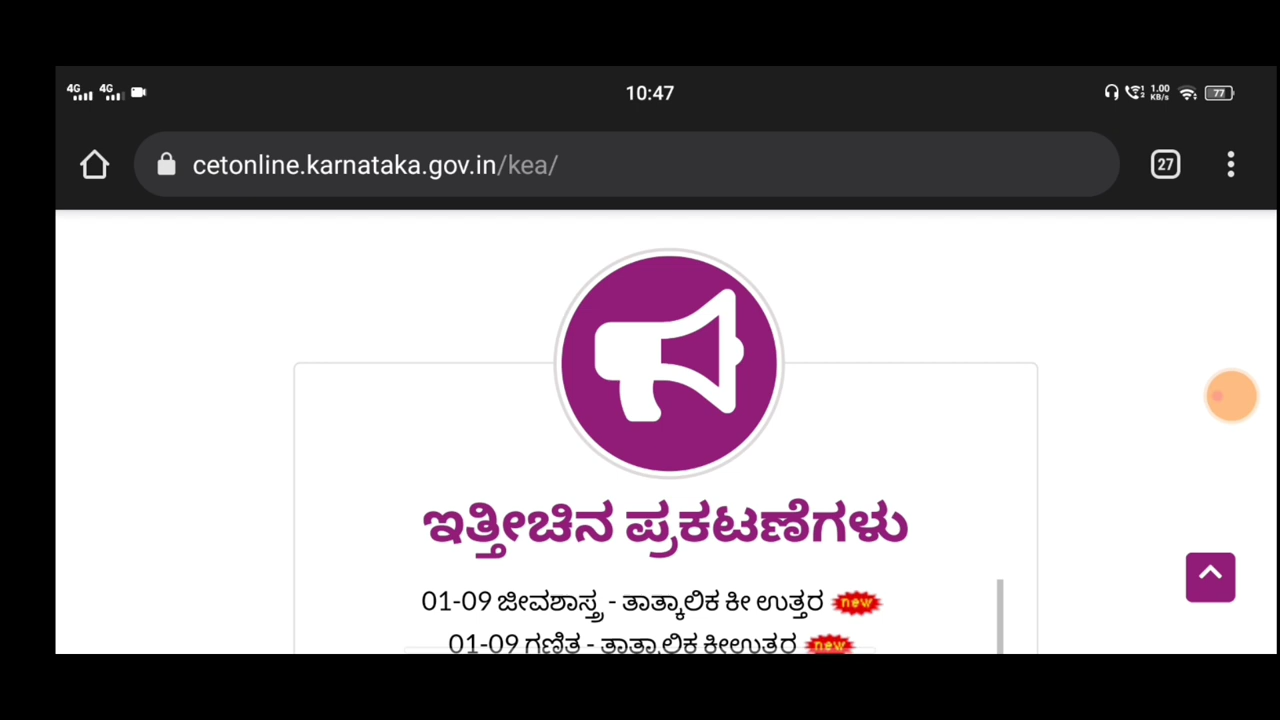 4G 4G 10:47 1.00 KB/s 77
cetonline.karnataka.gov.in/kea/ 27
ಇತ್ತೀಚಿನ ಪ್ರಕಟಣೆಗಳು
01-09 ಜೀವಶಾಸ್ತ್ರ - ತಾತ್ಕಾಲಿಕ ಕೀ ಉತ್ತರ new
01-09 ಗಣಿತ - ತಾತ್ಕಾಲಿಕ ಕೀಉತ್ತರ new